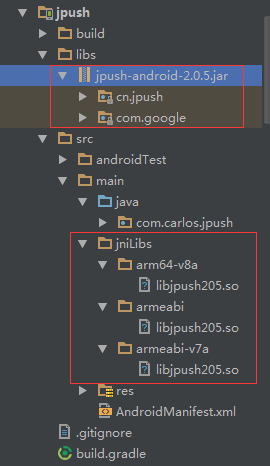 jpush
build
libs
jpush-android-2.0.5.jar
cn.jpush
com.google
src
androidTest
main
java
com.carlos.jpush
jniLibs
arm64-v8a
libjpush205.so
armeabi
libjpush205.so
armeabi-v7a
libjpush205.so
res
AndroidManifest.xml
.gitignore
build.gradle